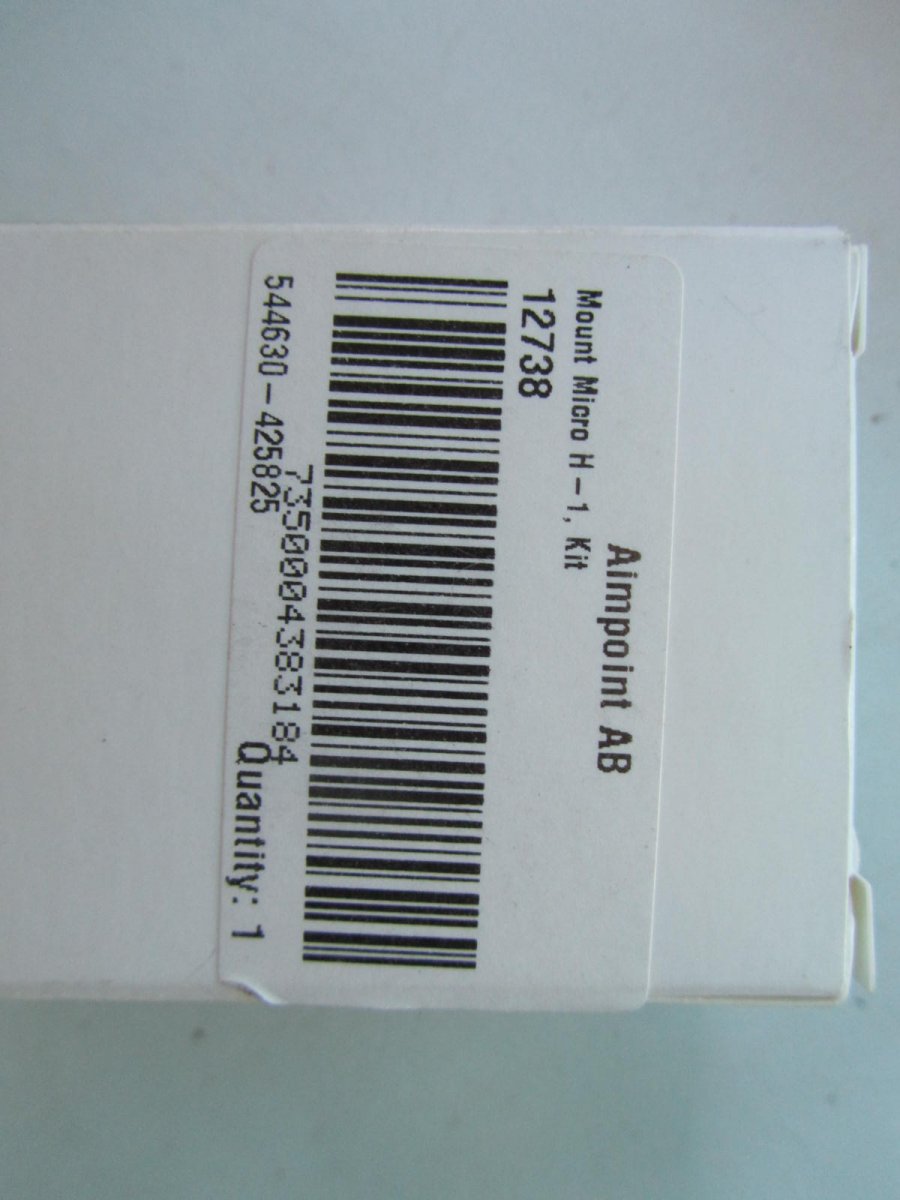 Aimpoint AB
Mount Micro H-1, Kit
12738
7350004383184
544630-425825
Quantity: 1